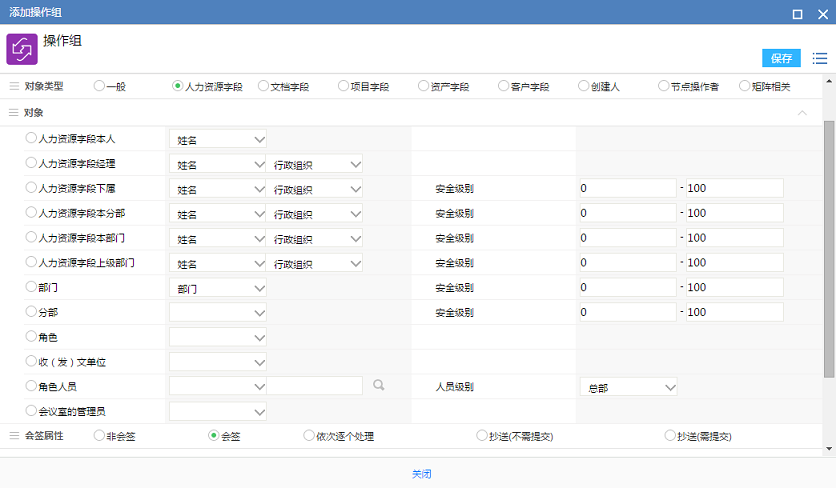 添加操作组
操作组
保存
对象类型 一般 人力资源字段 文档字段 项目字段 资产字段 客户字段 创建人 节点操作者 矩阵相关
对象
人力资源字段本人 姓名
人力资源字段经理 姓名 行政组织
人力资源字段下属 姓名 行政组织 安全级别 0 - 100
人力资源字段本分部 姓名 行政组织 安全级别 0 - 100
人力资源字段本部门 姓名 行政组织 安全级别 0 - 100
人力资源字段上级部门 姓名 行政组织 安全级别 0 - 100
部门 部门 安全级别 0 - 100
分部 安全级别 0 - 100
角色
收（发）文单位
角色人员 人员级别 总部
会议室的管理员
会签属性 非会签 会签 依次逐个处理 抄送(不需提交) 抄送(需提交)
关闭